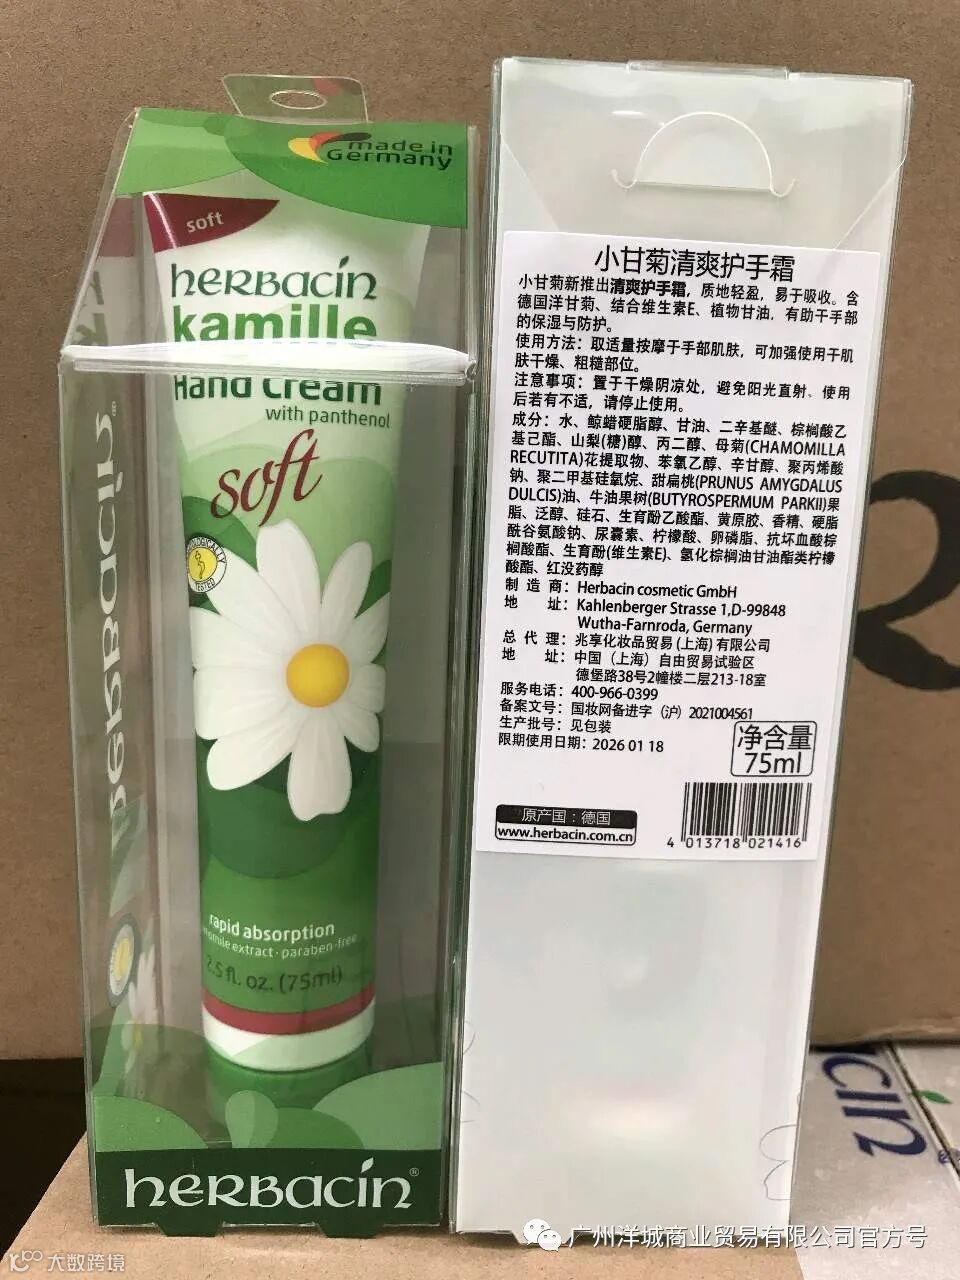 made in
Germany
soft
herbacin
kamille
Hand Cream
with panthenol
soft
TESTED
rapid absorption
extract · paraben-free
2.5 fl. oz. (75ml)
herbacin®
herbacin®
小甘菊清爽护手霜
小甘菊新推出清爽护手霜，质地轻盈，易于吸收。含
德国洋甘菊、结合维生素E、植物甘油，有助于手部
的保湿与防护。
使用方法：取适量按摩于手部肌肤，可加强使用于肌
肤干燥、粗糙部位。
注意事项：置于干燥阴凉处，避免阳光直射、使用
后若有不适，请停止使用。
成分：水、鲸蜡硬脂醇、甘油、二辛基醚、棕榈酸乙
基己酯、山梨(糖)醇、丙二醇、母菊(CHAMOMILLA
RECUTITA)花提取物、苯氧乙醇、辛甘醇、聚丙烯酸
钠、聚二甲基硅氧烷、甜扁桃(PRUNUS AMYGDALUS
DULCIS)油、牛油果树(BUTYROSPERMUM PARKII)果
脂、泛醇、硅石、生育酚乙酸酯、黄原胶、香精、硬脂
酰谷氨酸钠、尿囊素、柠檬酸、卵磷脂、抗坏血酸棕
榈酸酯、生育酚(维生素E)、氢化棕榈油甘油酯类柠檬
酸酯、红没药醇
制 造 商：Herbacin cosmetic GmbH
地 址：Kahlenberger Strasse 1,D-99848
Wutha-Farnroda, Germany
总 代 理：兆享化妆品贸易(上海)有限公司
地 址：中国（上海）自由贸易试验区
德堡路38号2幢楼二层213-18室
服务电话：400-966-0399
备案文号：国妆网备进字（沪）2021004561
生产批号：见包装
限期使用日期：2026 01 18
净含量
75ml
原产国：德国
www.herbacin.com.cn
4 013718 021416
cin
广州洋城商业贸易有限公司官方号
大数跨境